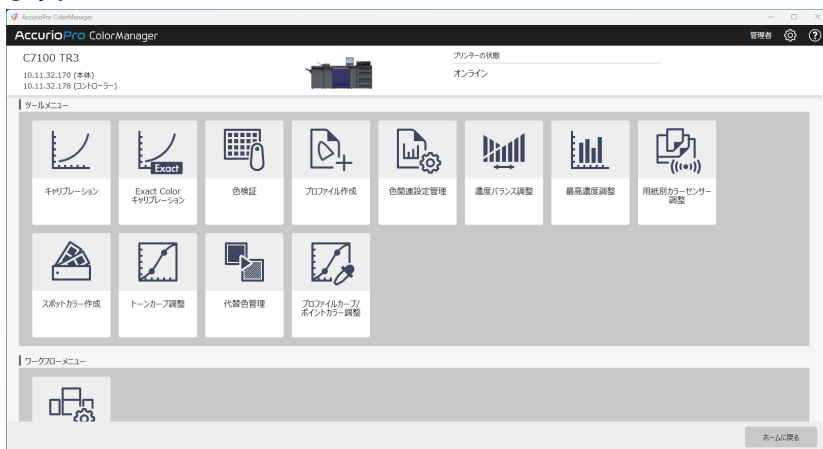 AccurioPro ColorManager
AccurioPro ColorManager
管理者
C7100 TR3
10.11.32.170 (本体)
10.11.32.178 (コントローラー)
プリンターの状態
オンライン
ツールメニュー
キャリブレーション
Exact
Exact Color
キャリブレーション
色検証
プロファイル作成
色関連設定管理
濃度バランス調整
最高濃度調整
用紙別カラーセンサー
調整
スポットカラー作成
トーンカーブ調整
代替色管理
プロファイルカーブ/
ポイントカラー調整
ワークフローメニュー
ホームに戻る